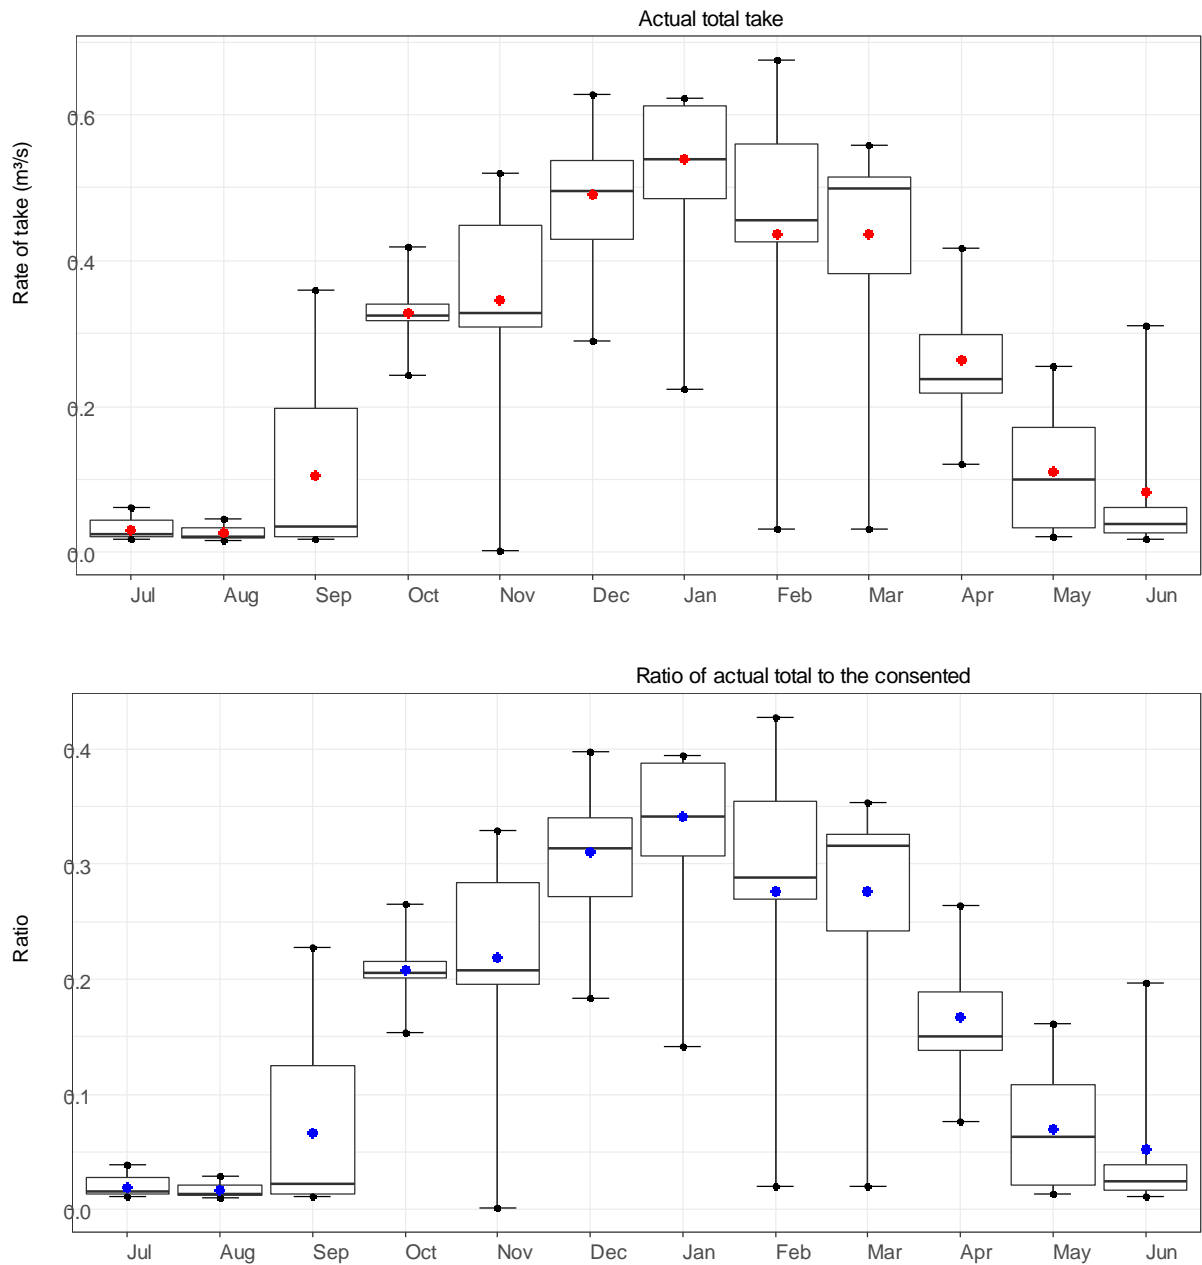 Actual total take
Rate of take (m³/s)
0.6
0.4
0.2
0.0
Jul Aug Sep Oct Nov Dec Jan Feb Mar Apr May Jun
Ratio of actual total to the consented
Ratio
0.4
0.3
0.2
0.1
0.0
Jul Aug Sep Oct Nov Dec Jan Feb Mar Apr May Jun